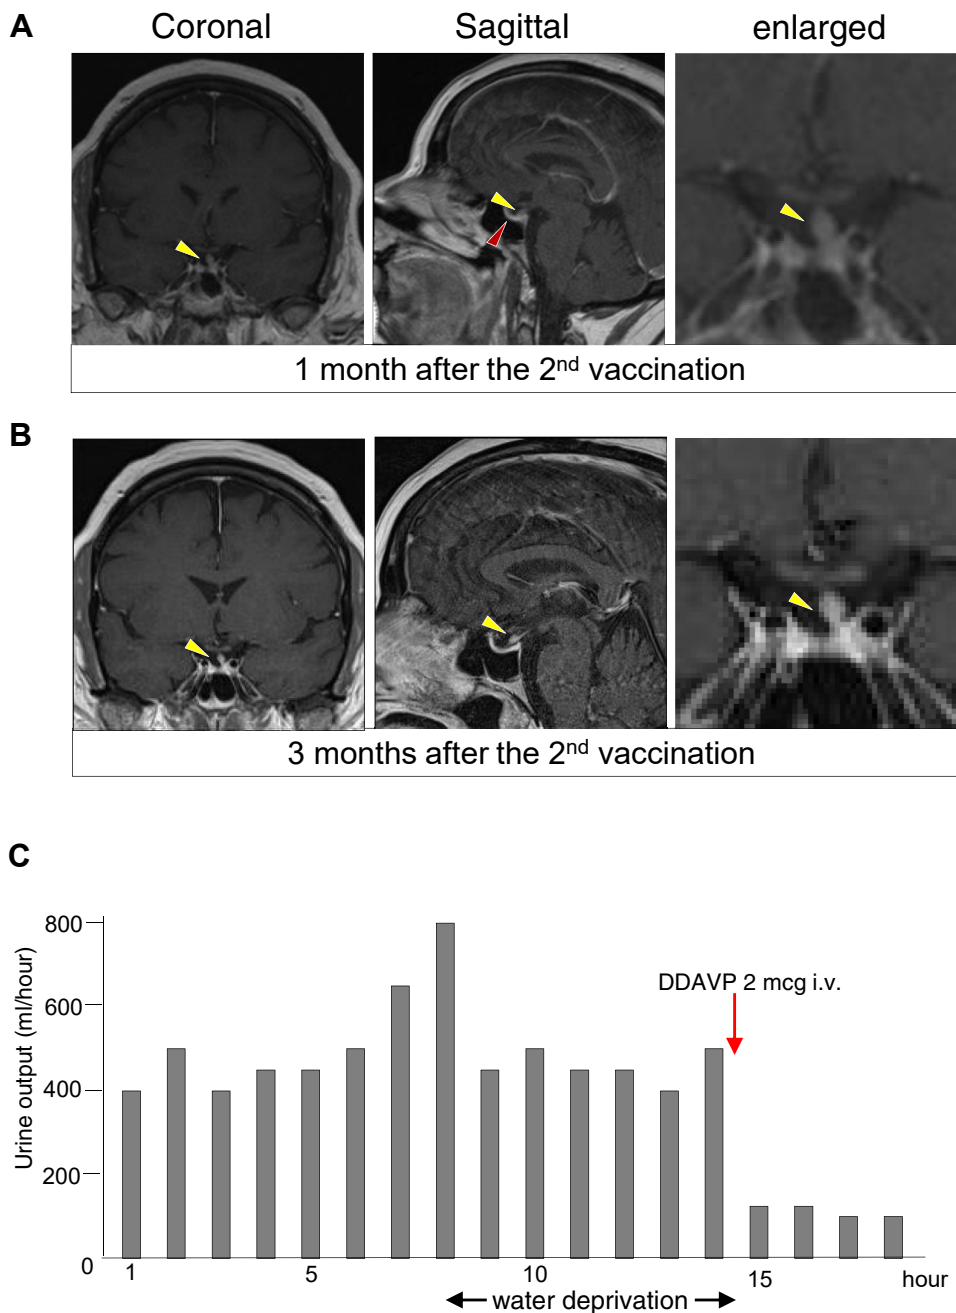 A
Coronal Sagittal enlarged
1 month after the 2nd vaccination
B
3 months after the 2nd vaccination
C
Urine output (ml/hour)
800
600
400
200
0
DDAVP 2 mcg i.v.
1 5 10 15 hour
water deprivation